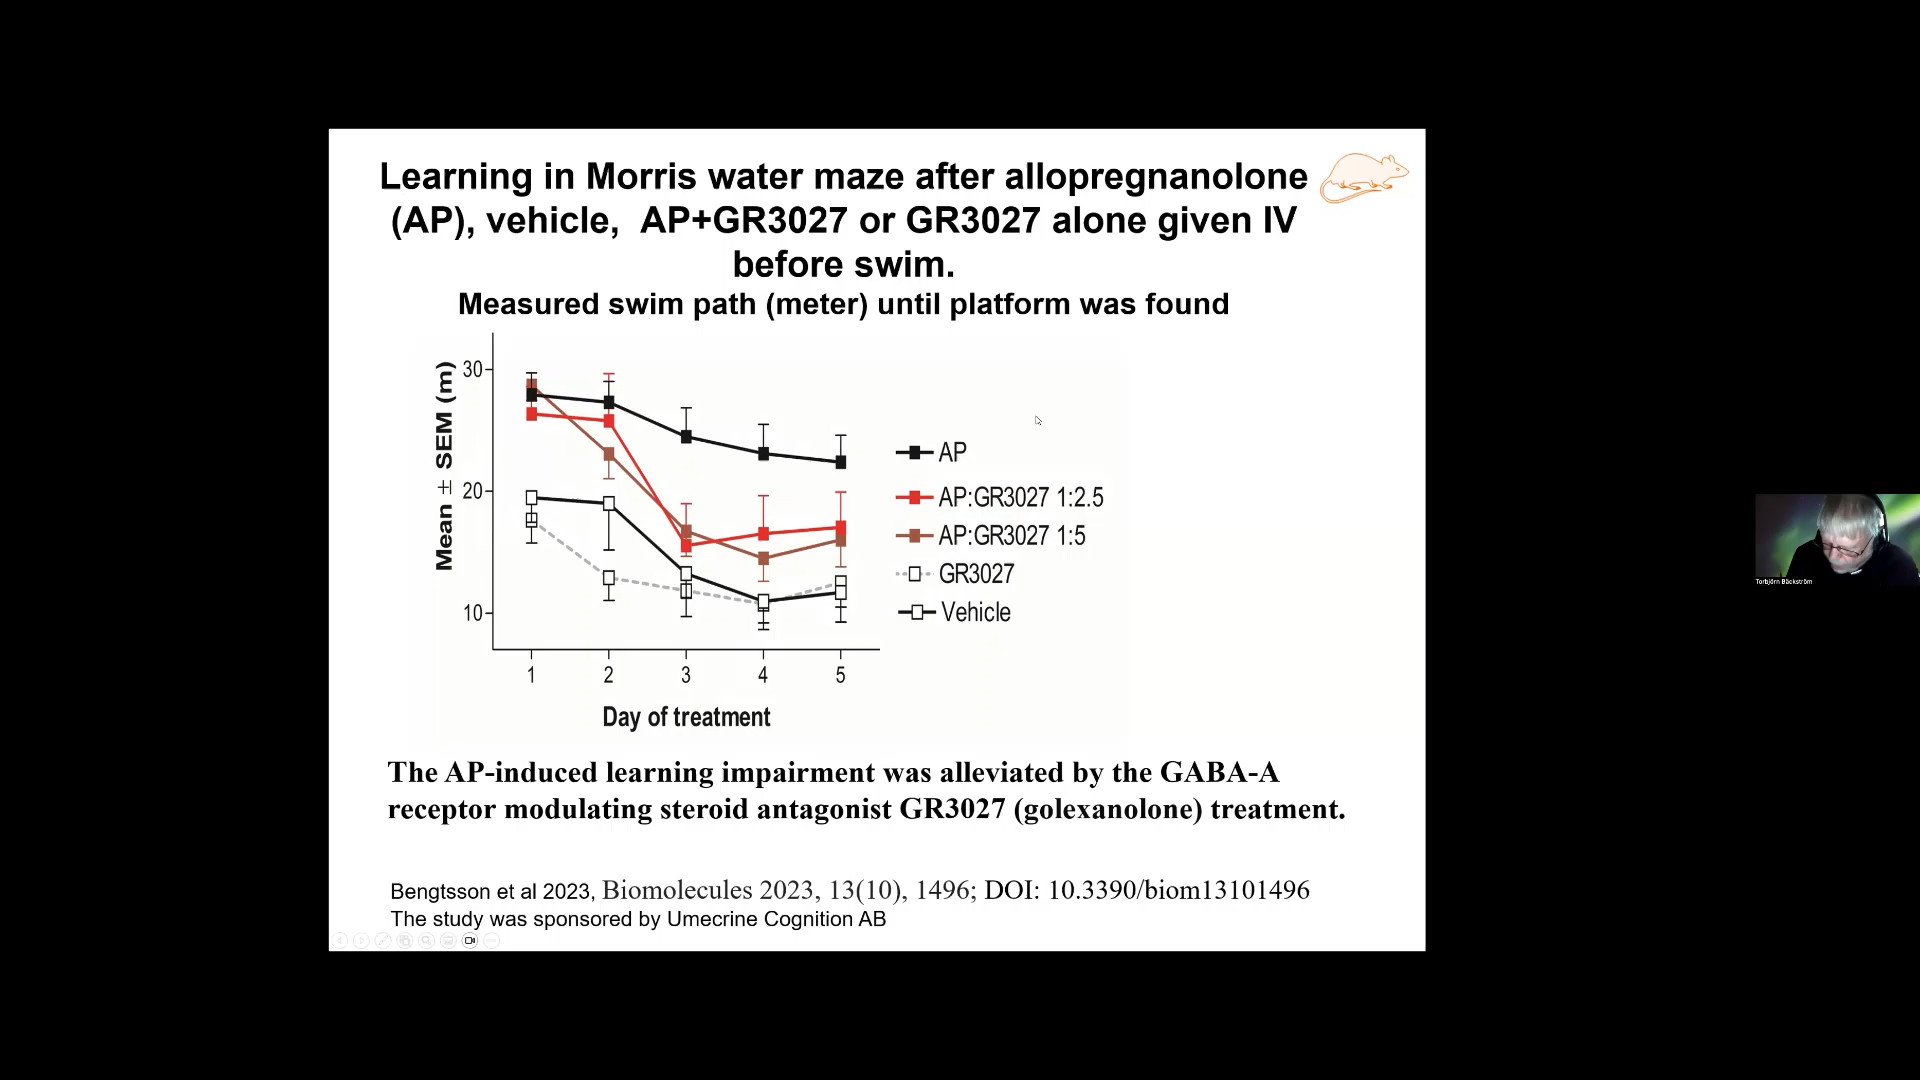 Learning in Morris water maze after allopregnanolone
(AP), vehicle,  AP+GR3027 or GR3027 alone given IV
before swim.
Measured swim path (meter) until platform was found
Mean ± SEM (m)
30
20
10
1 2 3 4 5
Day of treatment
AP
AP:GR3027 1:2.5
AP:GR3027 1:5
GR3027
Vehicle
The AP-induced learning impairment was alleviated by the GABA-A
receptor modulating steroid antagonist GR3027 (golexanolone) treatment.
Bengtsson et al 2023, Biomolecules 2023, 13(10), 1496; DOI: 10.3390/biom13101496
The study was sponsored by Umecrine Cognition AB
Torbjörn Bäckström